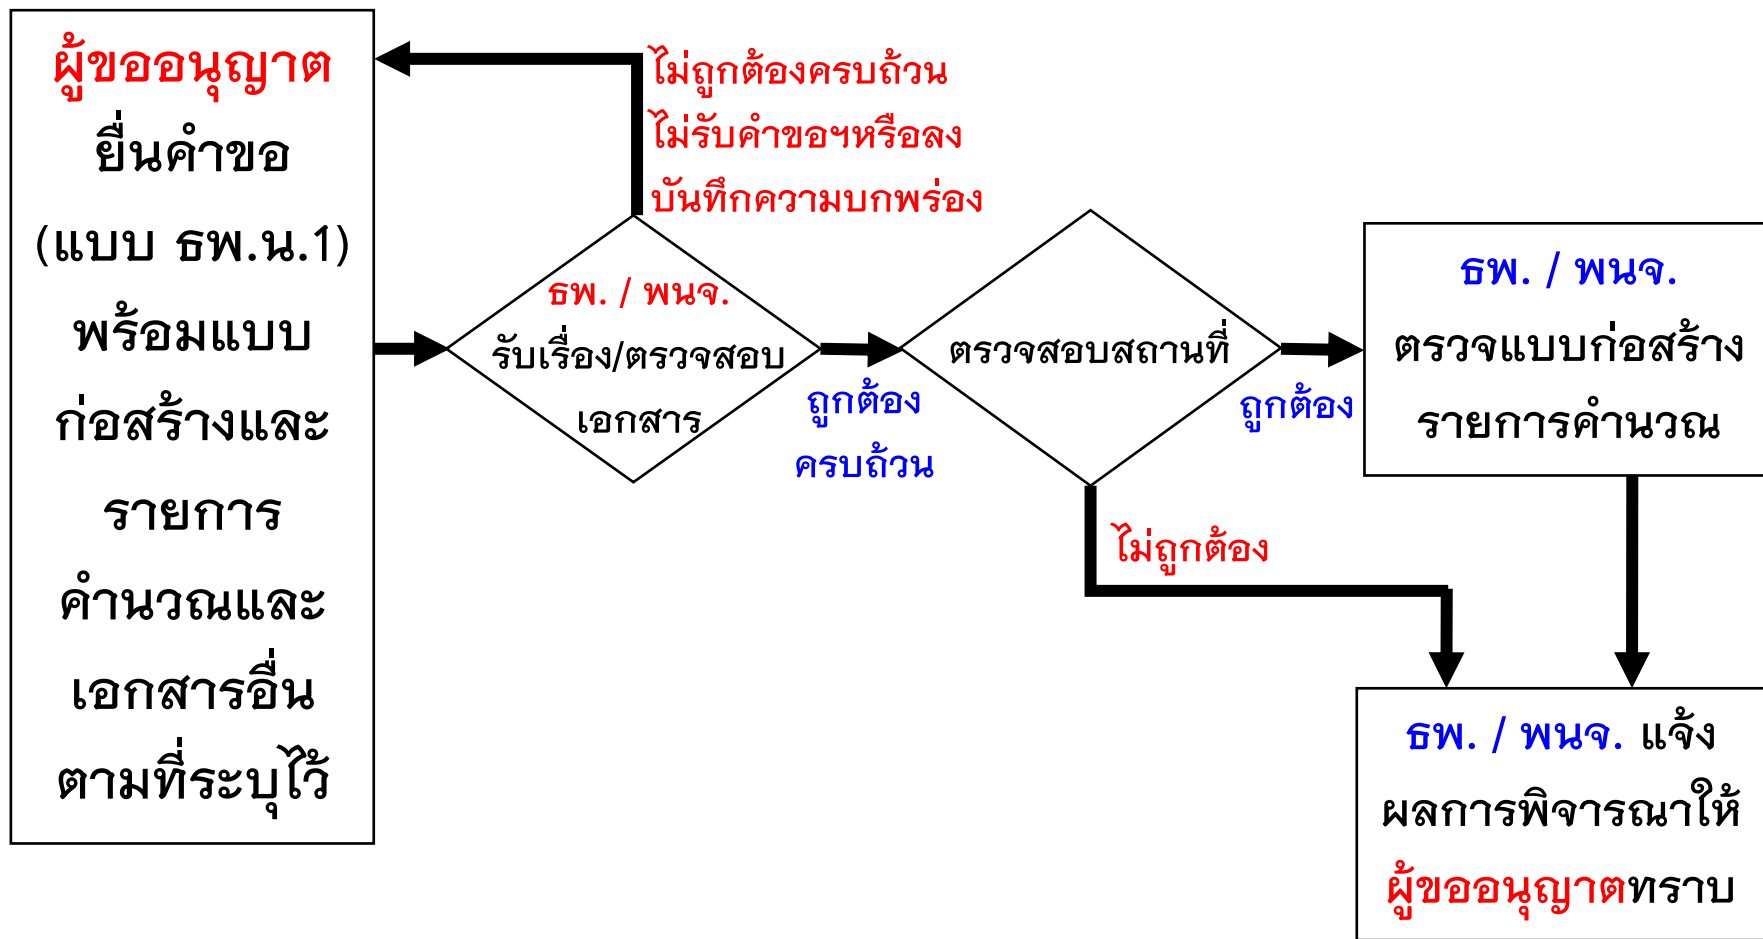 ผู้ขออนุญาต
ยื่นคำขอ
(แบบ ธพ.น.1)
พร้อมแบบ
ก่อสร้างและ
รายการ
คำนวณและ
เอกสารอื่น
ตามที่ระบุไว้
ไม่ถูกต้องครบถ้วน
ไม่รับคำขอฯหรือลง
บันทึกความบกพร่อง
ธพ. / พนจ.
รับเรื่อง/ตรวจสอบ
เอกสาร
ถูกต้อง
ครบถ้วน
ตรวจสอบสถานที่
ถูกต้อง
ไม่ถูกต้อง
ธพ. / พนจ.
ตรวจแบบก่อสร้าง
รายการคำนวณ
ธพ. / พนจ. แจ้ง
ผลการพิจารณาให้
ผู้ขออนุญาตทราบ